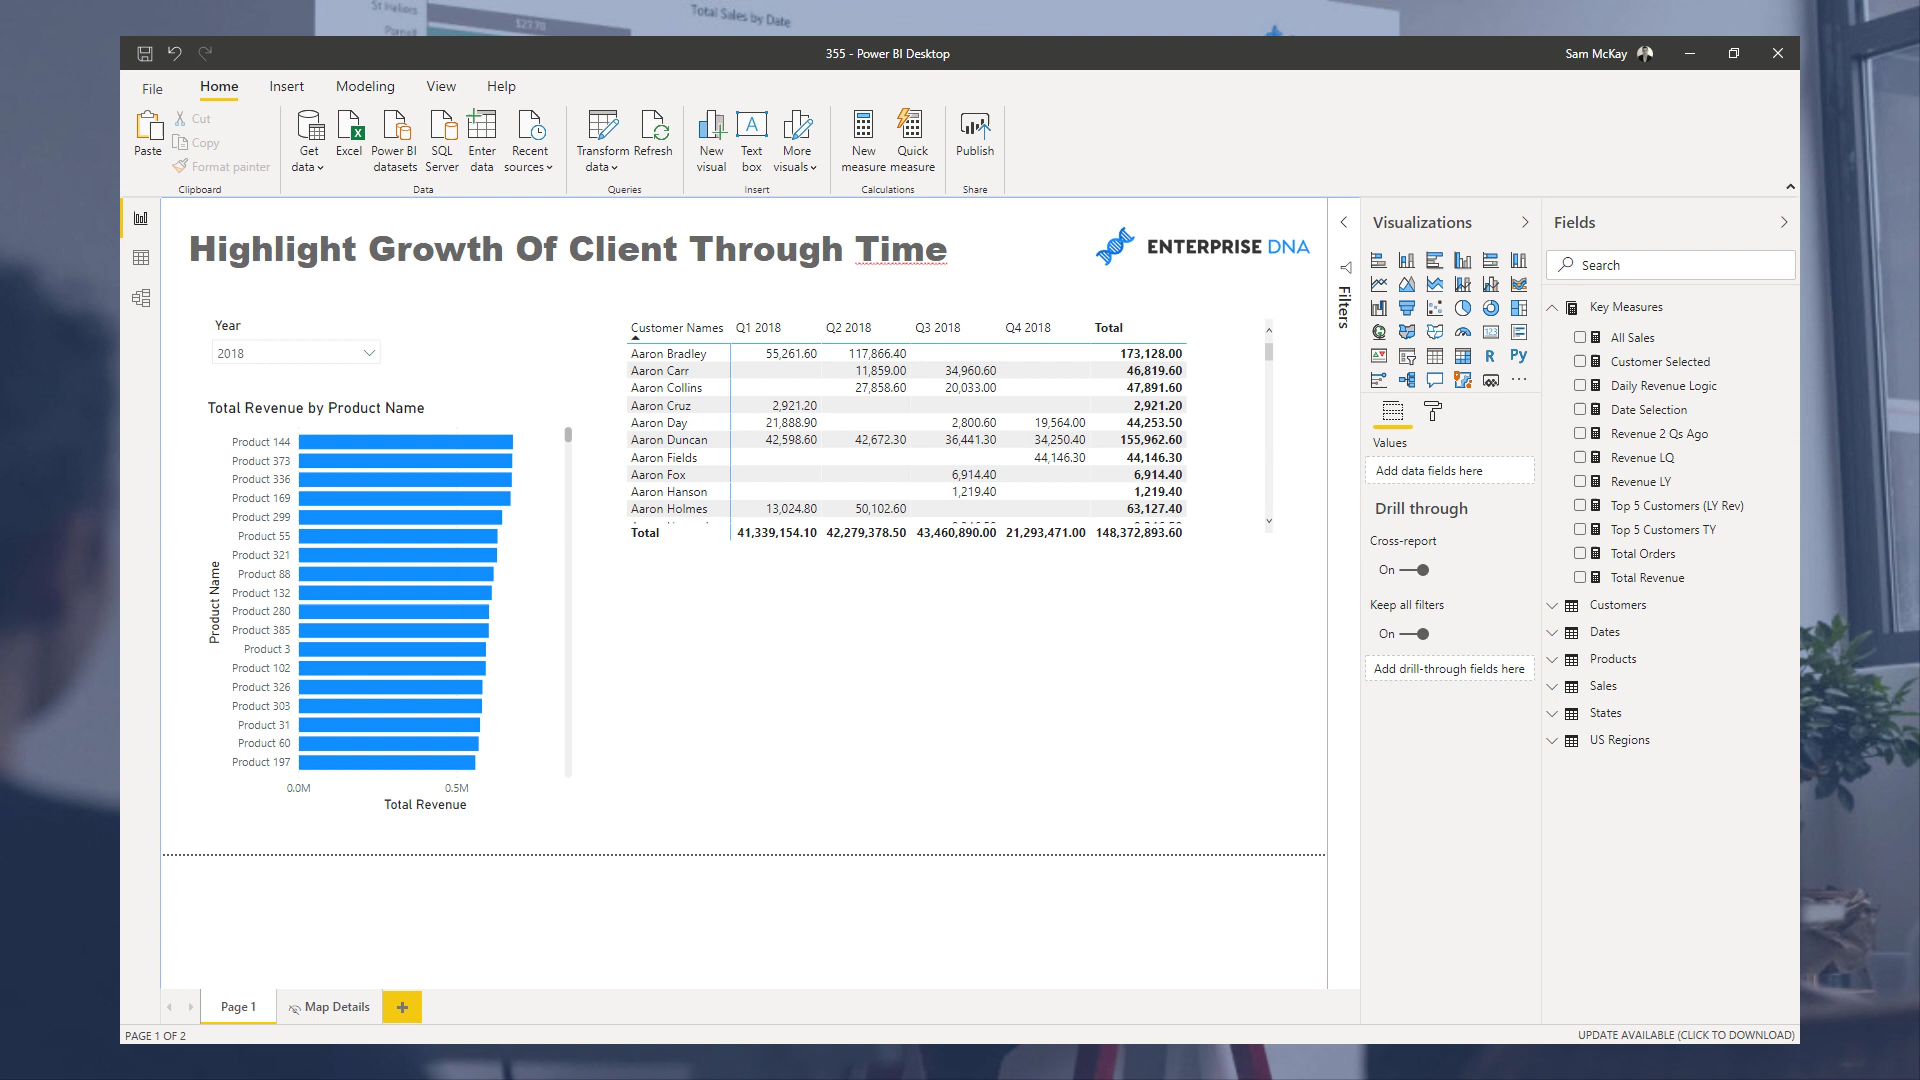 St Heliers
$22.7B
Total Sales by Date
355 - Power BI Desktop
Sam McKay
File
Home
Insert
Modeling
View
Help
Paste
Cut
Copy
Format painter
Clipboard
Get data
Excel
Power BI datasets
SQL Server
Enter data
Recent sources
Data
Transform data
Refresh
Queries
New visual
Text box
More visuals
Insert
New measure
Quick measure
Calculations
Publish
Share
Highlight Growth Of Client Through Time
ENTERPRISE DNA
Year
2018
Total Revenue by Product Name
Product Name
Product 144
Product 373
Product 336
Product 169
Product 299
Product 55
Product 321
Product 88
Product 132
Product 280
Product 385
Product 3
Product 102
Product 326
Product 303
Product 31
Product 60
Product 197
0.0M 0.5M
Total Revenue
Customer Names Q1 2018 Q2 2018 Q3 2018 Q4 2018 Total
Aaron Bradley 55,261.60 117,866.40 173,128.00
Aaron Carr 11,859.00 34,960.60 46,819.60
Aaron Collins 27,858.60 20,033.00 47,891.60
Aaron Cruz 2,921.20 2,921.20
Aaron Day 21,888.90 2,800.60 19,564.00 44,253.50
Aaron Duncan 42,598.60 42,672.30 36,441.30 34,250.40 155,962.60
Aaron Fields 44,146.30 44,146.30
Aaron Fox 6,914.40 6,914.40
Aaron Hanson 1,219.40 1,219.40
Aaron Holmes 13,024.80 50,102.60 63,127.40
Total 41,339,154.10 42,279,378.50 43,460,890.00 21,293,471.00 148,372,893.60
Filters
Visualizations
R
Py
123
Values
Add data fields here
Drill through
Cross-report
On
Keep all filters
On
Add drill-through fields here
Fields
Search
Key Measures
All Sales
Customer Selected
Daily Revenue Logic
Date Selection
Revenue 2 Qs Ago
Revenue LQ
Revenue LY
Top 5 Customers (LY Rev)
Top 5 Customers TY
Total Orders
Total Revenue
Customers
Dates
Products
Sales
States
US Regions
Page 1
Map Details
PAGE 1 OF 2
UPDATE AVAILABLE (CLICK TO DOWNLOAD)